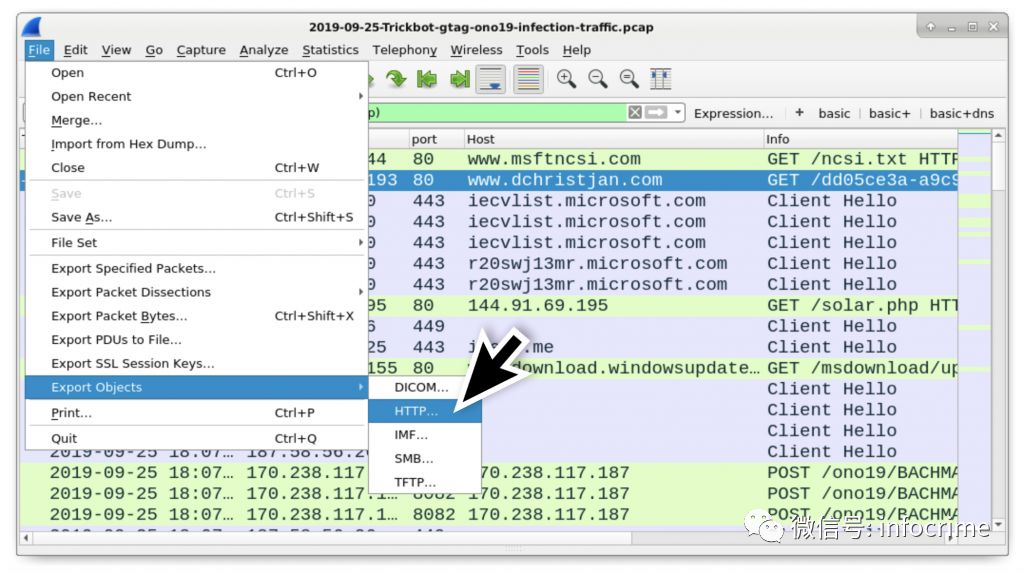 2019-09-25-Trickbot-gtag-ono19-infection-traffic.pcap
File Edit View Go Capture Analyze Statistics Telephony Wireless Tools Help
Open Ctrl+O
Open Recent
Merge...
Import from Hex Dump...
Close Ctrl+W
Save Ctrl+S
Save As... Ctrl+Shift+S
File Set
Export Specified Packets...
Export Packet Dissections
Export Packet Bytes... Ctrl+Shift+X
Export PDUs to File...
Export SSL Session Keys...
Export Objects
Print... Ctrl+P
Quit Ctrl+Q
DICOM...
HTTP...
IMF...
SMB...
TFTP...
p) Expression... + basic basic+ basic+dns
port Host Info
44 80 www.msftncsi.com GET /ncsi.txt HTTP
193 80 www.dchristjan.com GET /dd05ce3a-a9c9
0 443 iecvlist.microsoft.com Client Hello
0 443 iecvlist.microsoft.com Client Hello
0 443 iecvlist.microsoft.com Client Hello
0 443 r20swj13mr.microsoft.com Client Hello
0 443 r20swj13mr.microsoft.com Client Hello
95 80 144.91.69.195 GET /solar.php HTT
6 449 Client Hello
25 443 .me Client Hello
155 80 download.windowsupdate... GET /msdownload/up
Client Hello
Client Hello
Client Hello
2019-09-25 18:07... 187.58.56.2 Client Hello
2019-09-25 18:07... 170.238.117 170.238.117.187 POST /ono19/BACHMA
2019-09-25 18:07... 170.238.117.1... 8082 170.238.117.187 POST /ono19/BACHMA
2019-09-25 18:07... 170.238.117.1... 8082 170.238.117.187 POST /ono19/BACHMA
微信号: infocrime